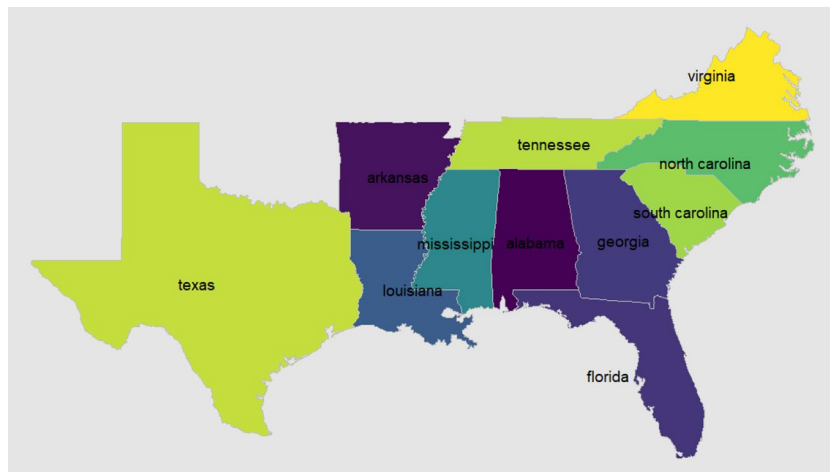 virginia
tennessee
north carolina
arkansas
south carolina
mississippi
alabama
georgia
texas
louisiana
florida